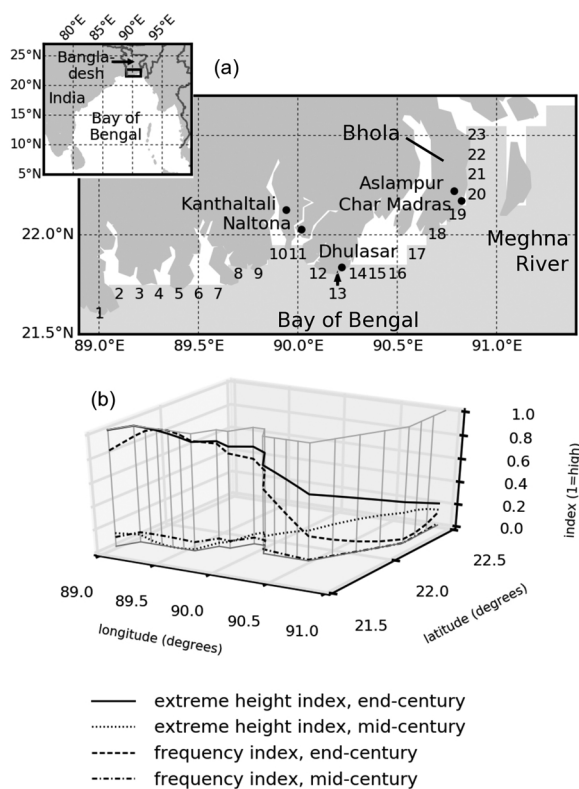 80°E 85°E 90°E 95°E
25°N
20°N
15°N
10°N
5°N
Bangla-
desh
India
Bay of
Bengal
(a)
Bhola
23
22
21
20
19
18
17
Aslampur
Char Madras
Kanthaltali
Naltona
Dhulasar
Meghna
River
22.0°N
10 11
8 9
12
13
14 15 16
2 3 4 5 6 7
1
Bay of Bengal
21.5°N
89.0°E 89.5°E 90.0°E 90.5°E 91.0°E
(b)
1.0
0.8
0.6
0.4
0.2
0.0
index (1=high)
22.5
22.0
21.5
latitude (degrees)
89.0
89.5
90.0
90.5
91.0
longitude (degrees)
extreme height index, end-century
extreme height index, mid-century
frequency index, end-century
frequency index, mid-century